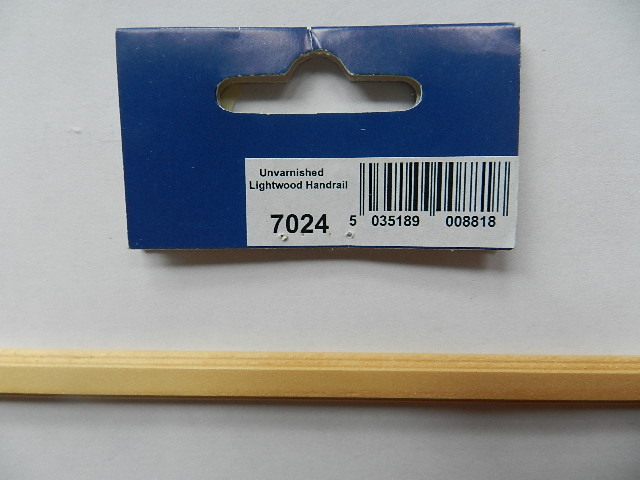 Unvarnished
Lightwood Handrail
7024
5 035189 008818